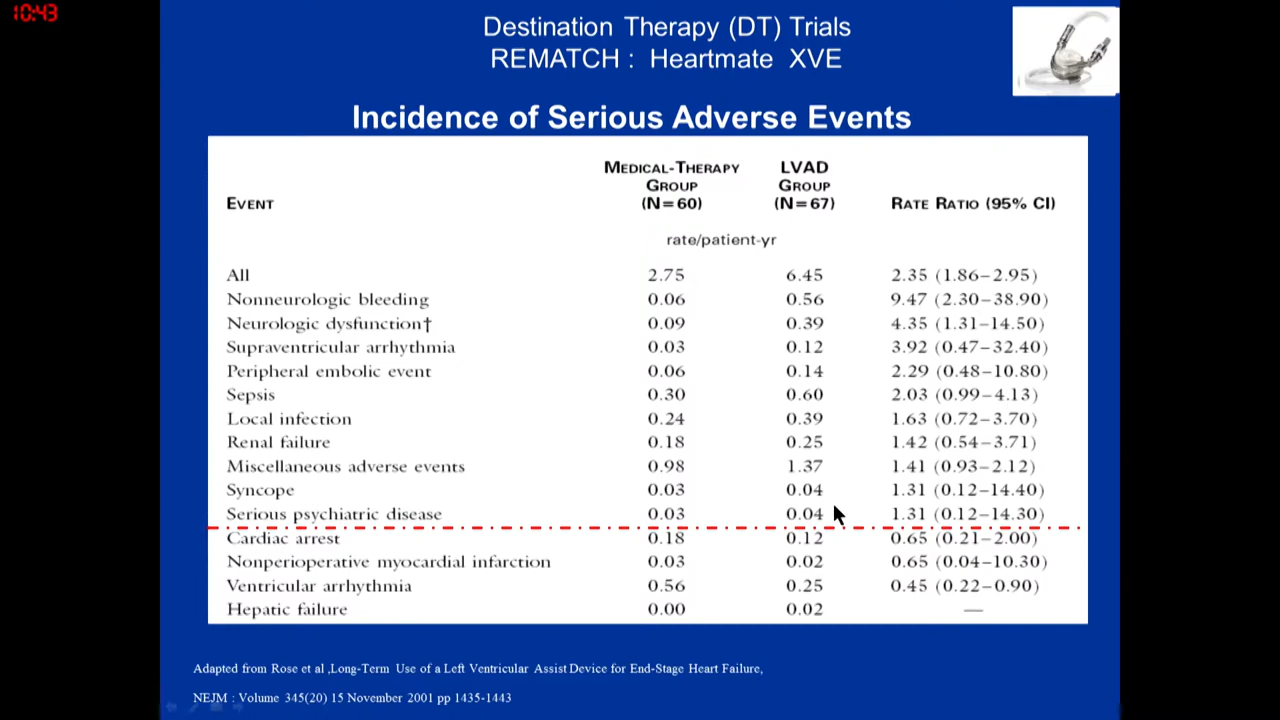 10:43
Destination Therapy (DT) Trials
REMATCH : Heartmate XVE
Incidence of Serious Adverse Events
EVENT MEDICAL-THERAPY GROUP (N=60) LVAD GROUP (N=67) RATE RATIO (95% CI)
rate/patient-yr
All 2.75 6.45 2.35 (1.86–2.95)
Nonneurologic bleeding 0.06 0.56 9.47 (2.30–38.90)
Neurologic dysfunction† 0.09 0.39 4.35 (1.31–14.50)
Supraventricular arrhythmia 0.03 0.12 3.92 (0.47–32.40)
Peripheral embolic event 0.06 0.14 2.29 (0.48–10.80)
Sepsis 0.30 0.60 2.03 (0.99–4.13)
Local infection 0.24 0.39 1.63 (0.72–3.70)
Renal failure 0.18 0.25 1.42 (0.54–3.71)
Miscellaneous adverse events 0.98 1.37 1.41 (0.93–2.12)
Syncope 0.03 0.04 1.31 (0.12–14.40)
Serious psychiatric disease 0.03 0.04 1.31 (0.12–14.30)
Cardiac arrest 0.18 0.12 0.65 (0.21–2.00)
Nonperioperative myocardial infarction 0.03 0.02 0.65 (0.04–10.30)
Ventricular arrhythmia 0.56 0.25 0.45 (0.22–0.90)
Hepatic failure 0.00 0.02 —
Adapted from Rose et al ,Long-Term Use of a Left Ventricular Assist Device for End-Stage Heart Failure,
NEJM : Volume 345(20) 15 November 2001 pp 1435-1443